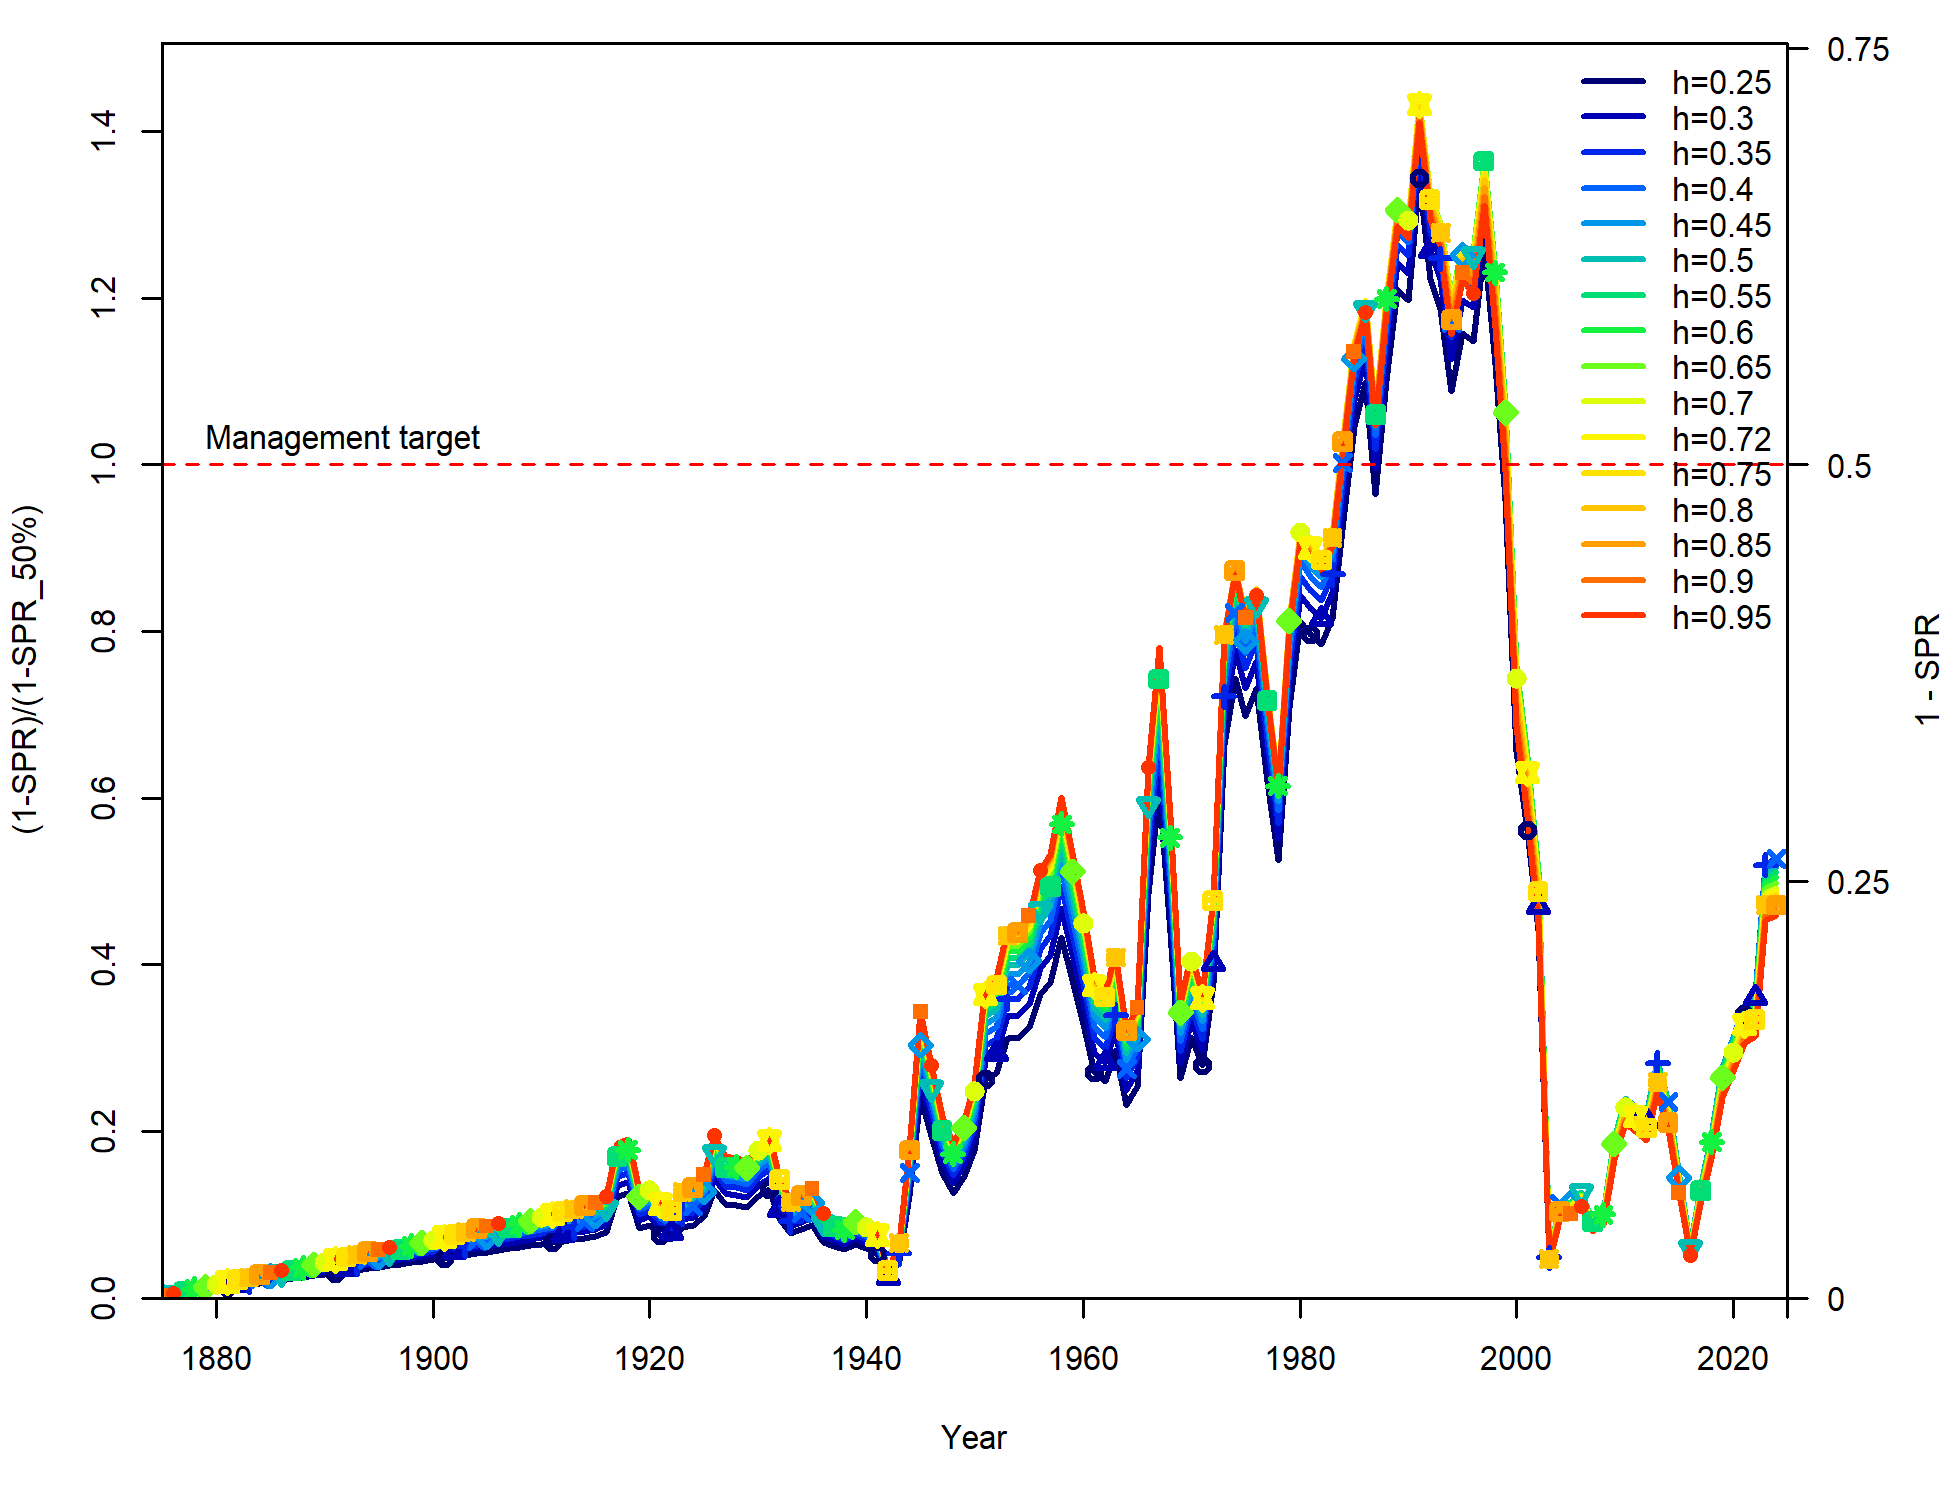 (1-SPR)/(1-SPR_50%)
1.4
1.2
1.0
0.8
0.6
0.4
0.2
0.0
Management target
h=0.25
h=0.3
h=0.35
h=0.4
h=0.45
h=0.5
h=0.55
h=0.6
h=0.65
h=0.7
h=0.72
h=0.75
h=0.8
h=0.85
h=0.9
h=0.95
0.75
0.5
0.25
0
1 - SPR
1880 1900 1920 1940 1960 1980 2000 2020
Year